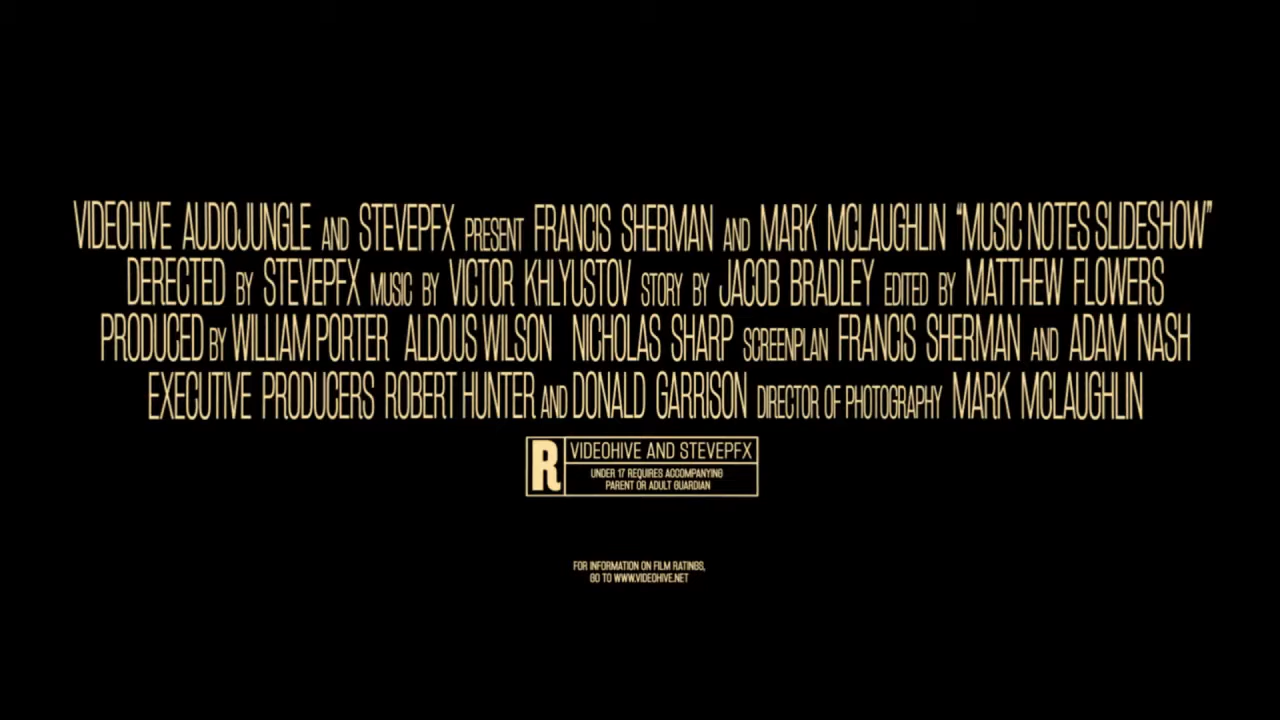 VIDEOHIVE AUDIOJUNGLE AND STEVEPFX PRESENT FRANCIS SHERMAN AND MARK MCLAUGHLIN “MUSIC NOTES SLIDESHOW”
DERECTED BY STEVEPFX MUSIC BY VICTOR KHLYUSTOV STORY BY JACOB BRADLEY EDITED BY MATTHEW FLOWERS
PRODUCED BY WILLIAM PORTER ALDOUS WILSON NICHOLAS SHARP SCREENPLAN FRANCIS SHERMAN AND ADAM NASH
EXECUTIVE PRODUCERS ROBERT HUNTER AND DONALD GARRISON DIRECTOR OF PHOTOGRAPHY MARK MCLAUGHLIN
R VIDEOHIVE AND STEVEPFX
UNDER 17 REQUIRES ACCOMPANYING
PARENT OR ADULT GUARDIAN
FOR INFORMATION ON FILM RATINGS,
GO TO WWW.VIDEOHIVE.NET